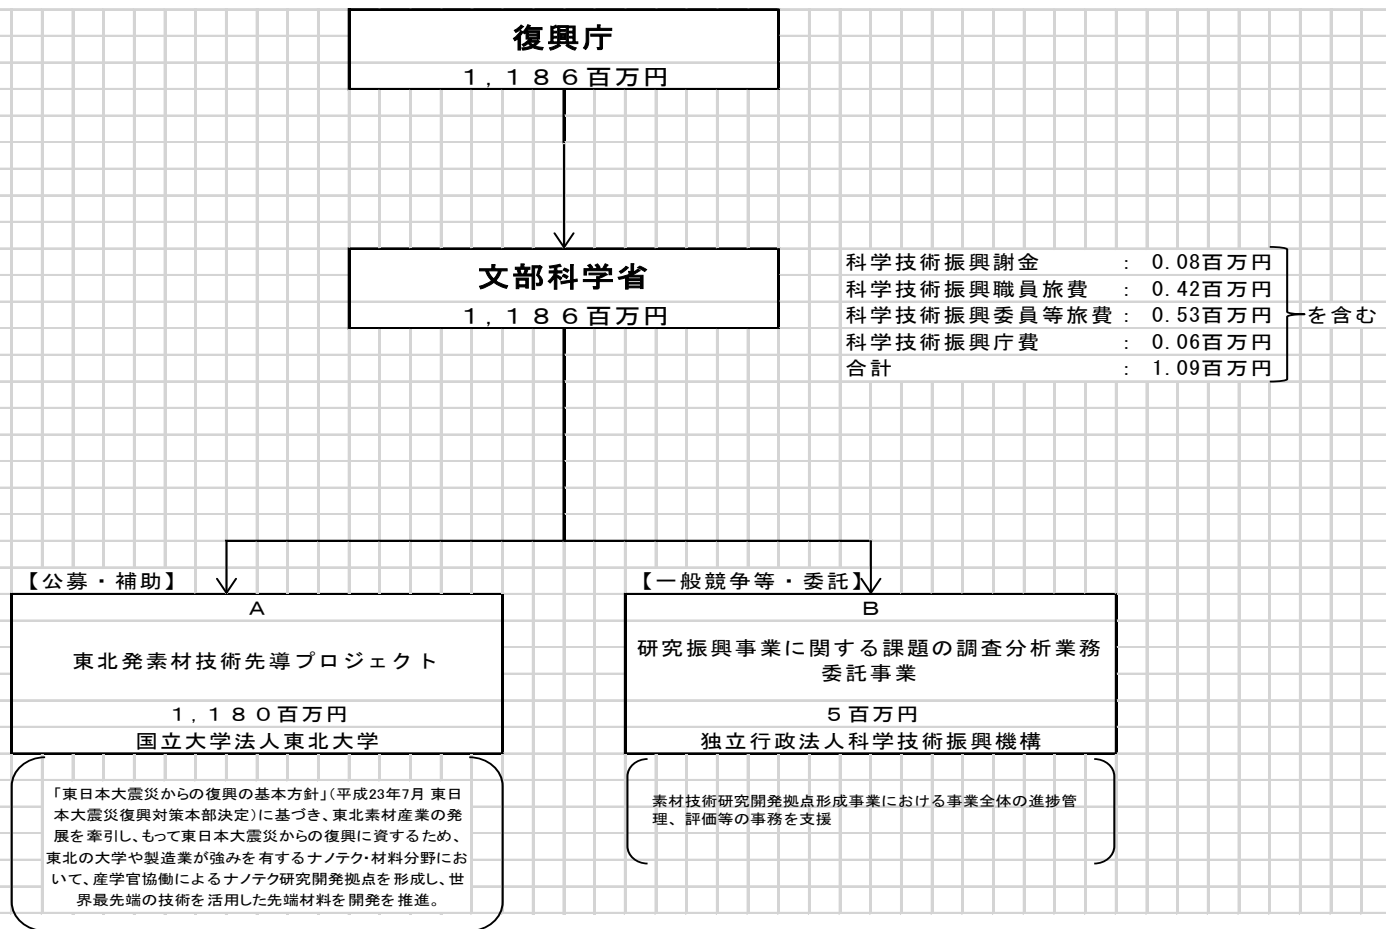 復興庁
１，１８６百万円
文部科学省
１，１８６百万円
科学技術振興謝金　： 0.08百万円
科学技術振興職員旅費　： 0.42百万円
科学技術振興委員等旅費： 0.53百万円
科学技術振興庁費　： 0.06百万円
合計　： 1.09百万円
を含む
【公募・補助】
A
東北発素材技術先導プロジェクト
１，１８０百万円
国立大学法人東北大学
「東日本大震災からの復興の基本方針」（平成23年7月 東日
本大震災復興対策本部決定）に基づき、東北素材産業の発
展を牽引し、もって東日本大震災からの復興に資するため、
東北の大学や製造業が強みを有するナノテク・材料分野にお
いて、産学官協働によるナノテク研究開発拠点を形成し、世
界最先端の技術を活用した先端材料を開発を推進。
【一般競争等・委託】
B
研究振興事業に関する課題の調査分析業務
委託事業
５百万円
独立行政法人科学技術振興機構
素材技術研究開発拠点形成事業における事業全体の進捗管
理、評価等の事務を支援